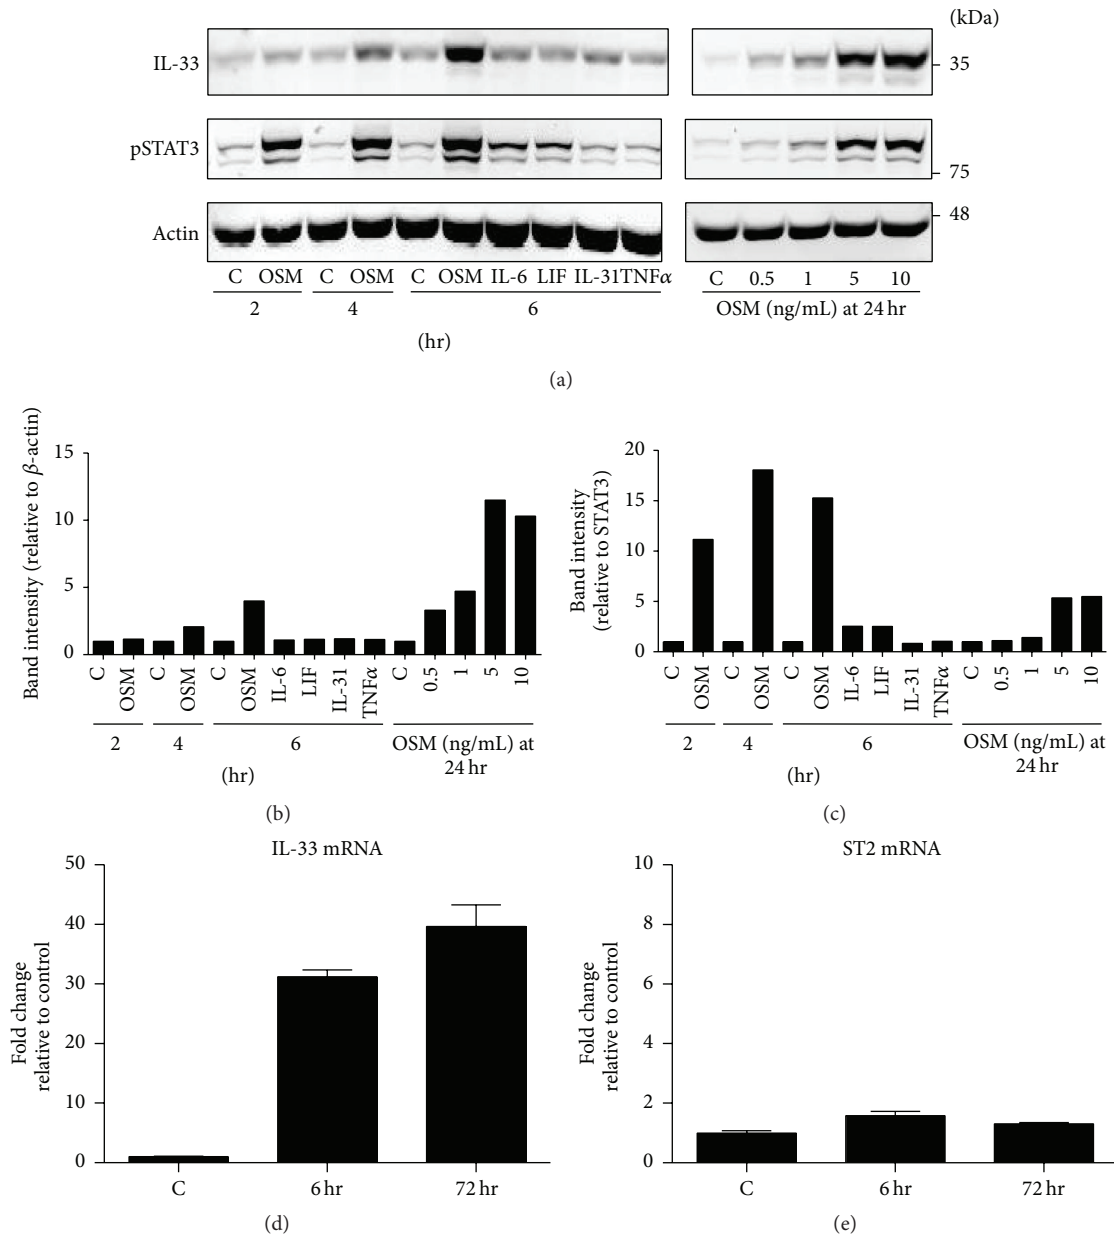 (kDa)
IL-33
35
pSTAT3
75
Actin
48
C OSM C OSM C OSM IL-6 LIF IL-31 TNFα
2 4 6
(hr)
C 0.5 1 5 10
OSM (ng/mL) at 24 hr
(a)
Band intensity (relative to β-actin)
15
10
5
0
C OSM C OSM C OSM IL-6 LIF IL-31 TNFα C 0.5 1 5 10
2 4 6 OSM (ng/mL) at
24 hr
(hr)
(b)
Band intensity
(relative to STAT3)
20
15
10
5
0
C OSM C OSM C OSM IL-6 LIF IL-31 TNFα C 0.5 1 5 10
2 4 6 OSM (ng/mL) at
24 hr
(hr)
(c)
IL-33 mRNA
Fold change
relative to control
50
40
30
20
10
0
C 6 hr 72 hr
(d)
ST2 mRNA
Fold change
relative to control
10
8
6
4
2
0
C 6 hr 72 hr
(e)